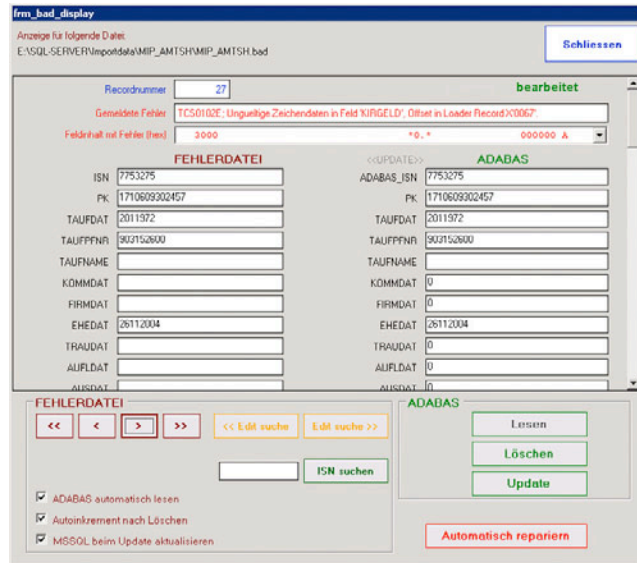 frm_bad_display
Anzeige für folgende Datei:
E:\SQL-SERVER\Importdata\MIP_AMTSH\MIP_AMTSH.bad
Schliessen
Recordnummer 27 bearbeitet
Gemeldete Fehler TCS0102E; Ungueltige Zeichendaten in Feld 'KIRGELD', Offset in Loader Record X'0067'.
Feldinhalt mit Fehler (hex) 3000 *0.* 000000 A
FEHLERDATEI <<UPDATE>> ADABAS
ISN 7753275 ADABAS_ISN 7753275
PK 1710609302457 PK 1710609302457
TAUFDAT 2011972 TAUFDAT 2011972
TAUFPFNR 903152600 TAUFPFNR 903152600
TAUFNAME TAUFNAME
KOMMDAT KOMMDAT 0
FIRMDAT FIRMDAT 0
EHEDAT 26112004 EHEDAT 26112004
TRAUDAT TRAUDAT 0
AUFLDAT AUFLDAT 0
AUSDAT AUSDAT 0
FEHLERDATEI ADABAS
<< < > >> << Edit suche Edit suche >> Lesen
Löschen
ISN suchen Update
ADABAS automatisch lesen
Autoinkrement nach Löschen
MSSQL beim Update aktualisieren Automatisch repariern